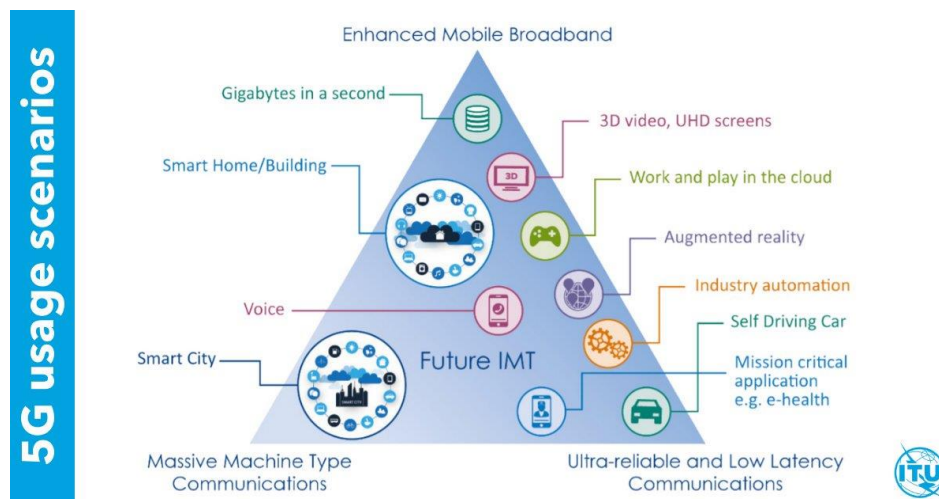 5G usage scenarios
Enhanced Mobile Broadband
Gigabytes in a second
3D video, UHD screens
3D
Smart Home/Building
Work and play in the cloud
Augmented reality
Industry automation
Voice
Self Driving Car
Smart City
Future IMT
Mission critical
application
e.g. e-health
SMART CITY
Massive Machine Type
Communications
Ultra-reliable and Low Latency
Communications
ITU